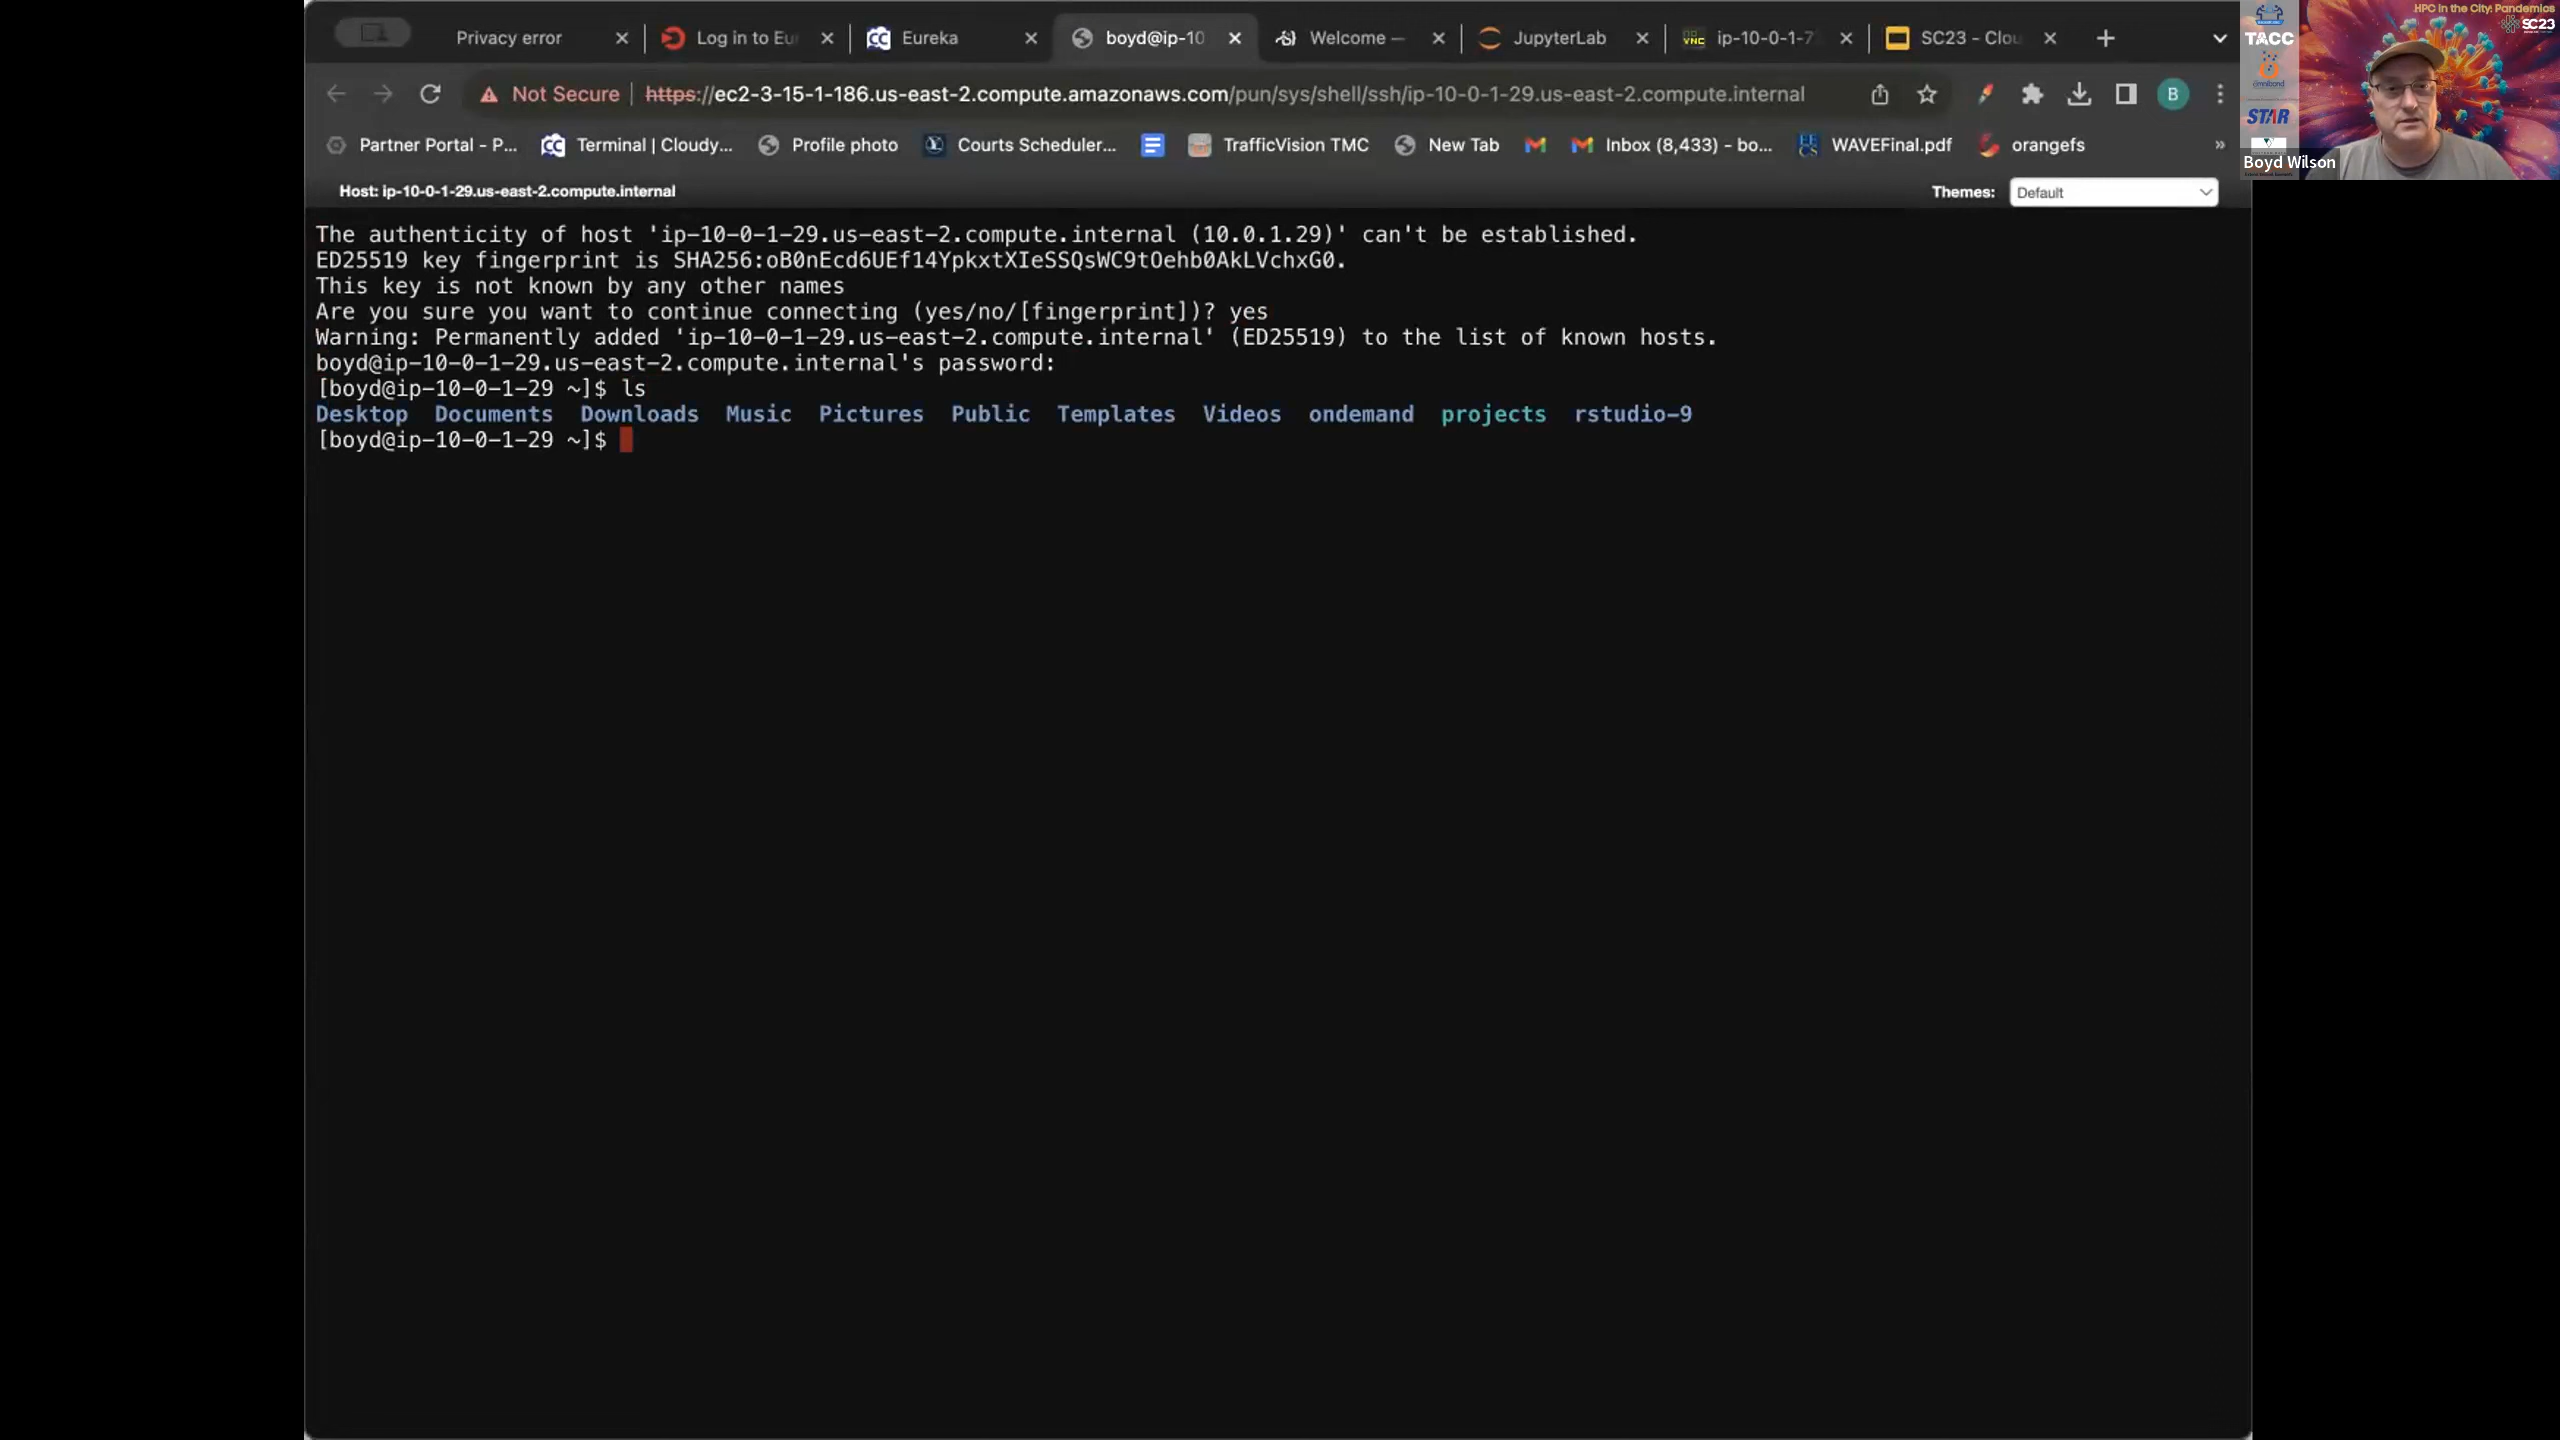 Privacy error
Log in to Eu
Eureka
boyd@ip-10
Welcome —
JupyterLab
VNC
ip-10-0-1-7
SC23 - Clou
Not Secure
https://ec2-3-15-1-186.us-east-2.compute.amazonaws.com/pun/sys/shell/ssh/ip-10-0-1-29.us-east-2.compute.internal
B
Partner Portal - P...
Terminal | Cloudy...
Profile photo
Courts Scheduler...
TrafficVision TMC
New Tab
Inbox (8,433) - bo...
WAVEFinal.pdf
orangefs
»
Host: ip-10-0-1-29.us-east-2.compute.internal
Themes:
Default
The authenticity of host 'ip-10-0-1-29.us-east-2.compute.internal (10.0.1.29)' can't be established.
ED25519 key fingerprint is SHA256:oB0nEcd6UEf14YpkxtXIeSSQsWC9tOehb0AkLVchxG0.
This key is not known by any other names
Are you sure you want to continue connecting (yes/no/[fingerprint])? yes
Warning: Permanently added 'ip-10-0-1-29.us-east-2.compute.internal' (ED25519) to the list of known hosts.
boyd@ip-10-0-1-29.us-east-2.compute.internal's password:
[boyd@ip-10-0-1-29 ~]$ ls
Desktop Documents Downloads Music Pictures Public Templates Videos ondemand projects rstudio-9
[boyd@ip-10-0-1-29 ~]$
HPC in the City: Pandemics
SC23
TACC
omnibond
STAR
Boyd Wilson